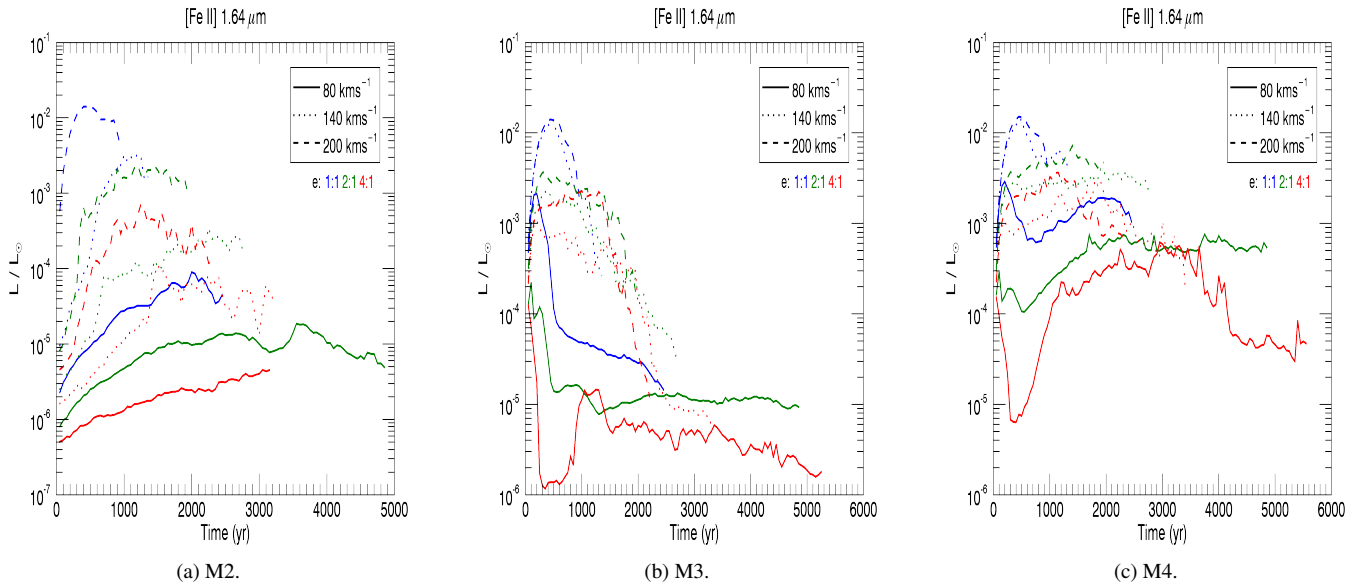 [Fe II] 1.64 μm
10⁻¹
10⁻²
10⁻³
10⁻⁴
10⁻⁵
10⁻⁶
10⁻⁷
L / L☉
80 kms⁻¹
140 kms⁻¹
200 kms⁻¹
e: 1:1 2:1 4:1
0 1000 2000 3000 4000 5000
Time (yr)
(a) M2.
[Fe II] 1.64 μm
10⁻¹
10⁻²
10⁻³
10⁻⁴
10⁻⁵
10⁻⁶
L / L☉
80 kms⁻¹
140 kms⁻¹
200 kms⁻¹
e: 1:1 2:1 4:1
0 1000 2000 3000 4000 5000 6000
Time (yr)
(b) M3.
[Fe II] 1.64 μm
10⁻¹
10⁻²
10⁻³
10⁻⁴
10⁻⁵
10⁻⁶
L / L☉
80 kms⁻¹
140 kms⁻¹
200 kms⁻¹
e: 1:1 2:1 4:1
0 1000 2000 3000 4000 5000 6000
Time (yr)
(c) M4.